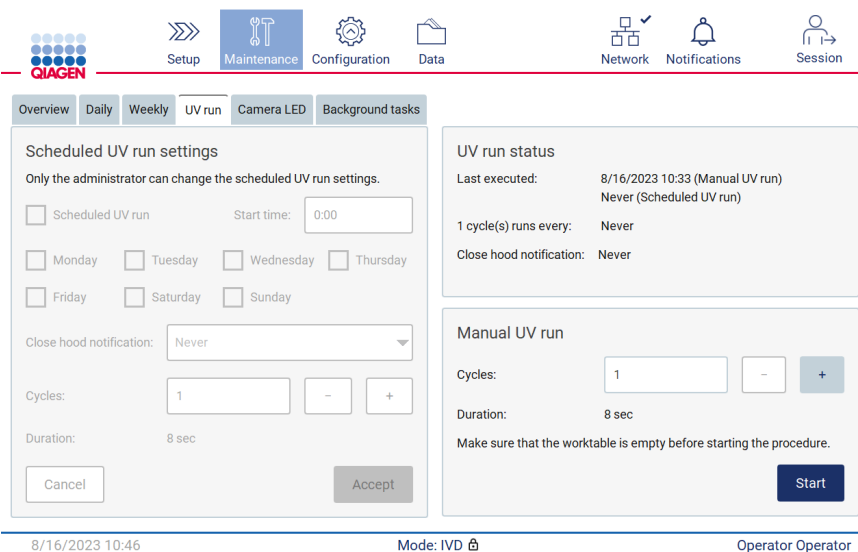 QIAGEN
Setup
Maintenance
Configuration
Data
Network
Notifications
Session
Overview
Daily
Weekly
UV run
Camera LED
Background tasks
Scheduled UV run settings
Only the administrator can change the scheduled UV run settings.
Scheduled UV run
Start time:
0:00
Monday
Tuesday
Wednesday
Thursday
Friday
Saturday
Sunday
Close hood notification:
Never
Cycles:
1
-
+
Duration:
8 sec
Cancel
Accept
UV run status
Last executed:
8/16/2023 10:33 (Manual UV run)
Never (Scheduled UV run)
1 cycle(s) runs every:
Never
Close hood notification:
Never
Manual UV run
Cycles:
1
-
+
Duration:
8 sec
Make sure that the worktable is empty before starting the procedure.
Start
8/16/2023 10:46
Mode: IVD
Operator Operator